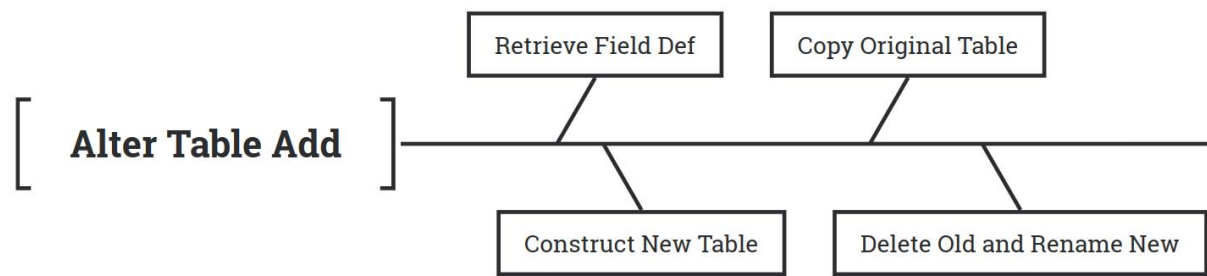 Retrieve Field Def
Copy Original Table
Alter Table Add
Construct New Table
Delete Old and Rename New